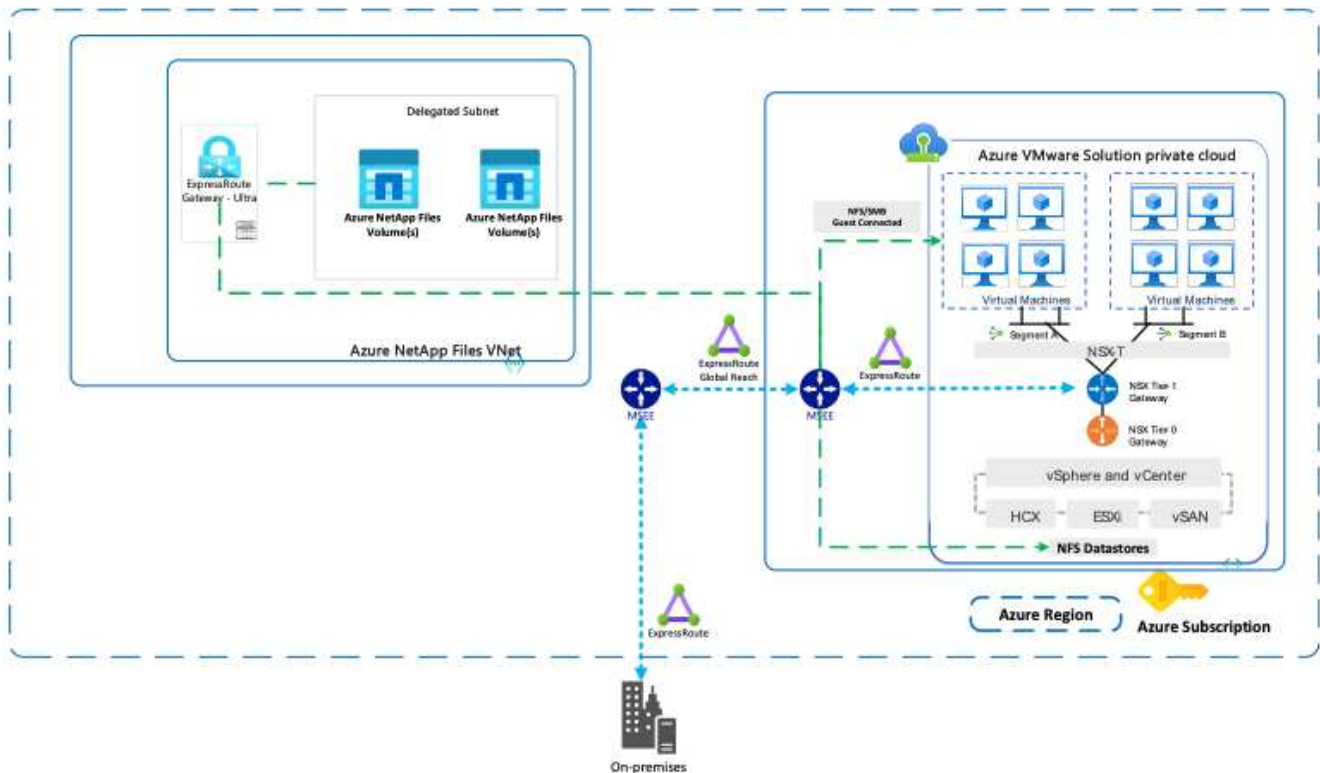 Delegated Subnet
ExpressRoute
Gateway - Ultra
Azure NetApp Files
Volume(s)
Azure NetApp Files
Volume(s)
Azure NetApp Files VNet
Azure VMware Solution private cloud
NFS/SMB
Guest Connected
Virtual Machines
Virtual Machines
Segment A
Segment B
NSX-T
ExpressRoute
Global Reach
ExpressRoute
MSEE
MSEE
NSX Tier 1
Gateway
NSX Tier 0
Gateway
vSphere and vCenter
HCX
ESXi
vSAN
NFS Datastores
ExpressRoute
Azure Region
Azure Subscription
On-premises